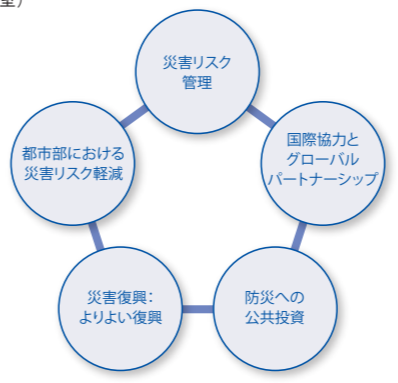 災害リスク
管理
国際協力と
グローバル
パートナーシップ
防災への
公共投資
災害復興：
よりよい復興
都市部における
災害リスク軽減